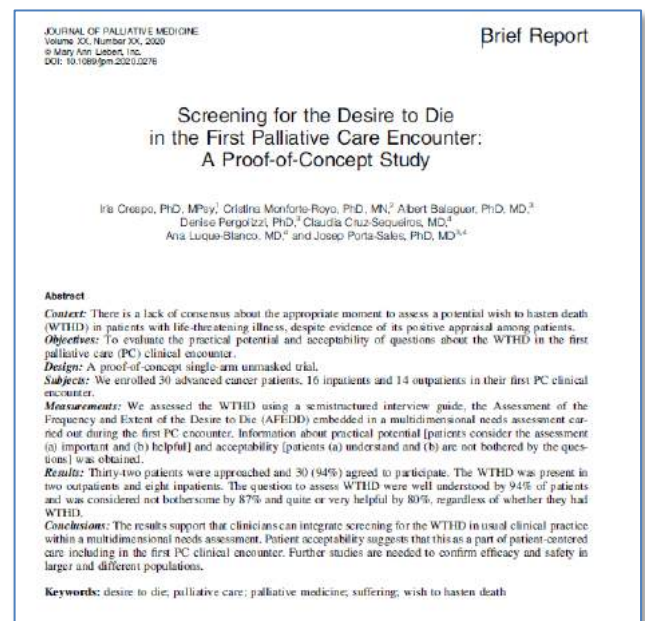 JOURNAL OF PALLIATIVE MEDICINE
Volume XX, Number XX, 2020
© Mary Ann Liebert, Inc.
DOI: 10.1089/jpm.2020.0276
Brief Report
Screening for the Desire to Die
in the First Palliative Care Encounter:
A Proof-of-Concept Study
Iris Crespo, PhD, MPsy,1 Cristina Monforte-Royo, PhD, MN,2 Albert Balaguer, PhD, MD,3
Denise Pergolizzi, PhD,3 Claudia Cruz-Sequeiros, MD,4
Ana Luque-Blanco, MD,4 and Josep Porta-Sales, PhD, MD3,4
Abstract
Context: There is a lack of consensus about the appropriate moment to assess a potential wish to hasten death
(WTHD) in patients with life-threatening illness, despite evidence of its positive appraisal among patients.
Objectives: To evaluate the practical potential and acceptability of questions about the WTHD in the first
palliative care (PC) clinical encounter.
Design: A proof-of-concept single-arm unmasked trial.
Subjects: We enrolled 30 advanced cancer patients, 16 inpatients and 14 outpatients in their first PC clinical
encounter.
Measurements: We assessed the WTHD using a semistructured interview guide, the Assessment of the
Frequency and Extent of the Desire to Die (AFEDD) embedded in a multidimensional needs assessment car-
ried out during the first PC encounter. Information about practical potential [patients consider the assessment
(a) important and (b) helpful] and acceptability [patients (a) understand and (b) are not bothered by the ques-
tions] was obtained.
Results: Thirty-two patients were approached and 30 (94%) agreed to participate. The WTHD was present in
two outpatients and eight inpatients. The question to assess WTHD were well understood by 94% of patients
and was considered not bothersome by 87% and quite or very helpful by 80%, regardless of whether they had
WTHD.
Conclusions: The results support that clinicians can integrate screening for the WTHD in usual clinical practice
within a multidimensional needs assessment. Patient acceptability suggests that this as a part of patient-centered
care including in the first PC clinical encounter. Further studies are needed to confirm efficacy and safety in
larger and different populations.
Keywords: desire to die; palliative care; palliative medicine; suffering; wish to hasten death